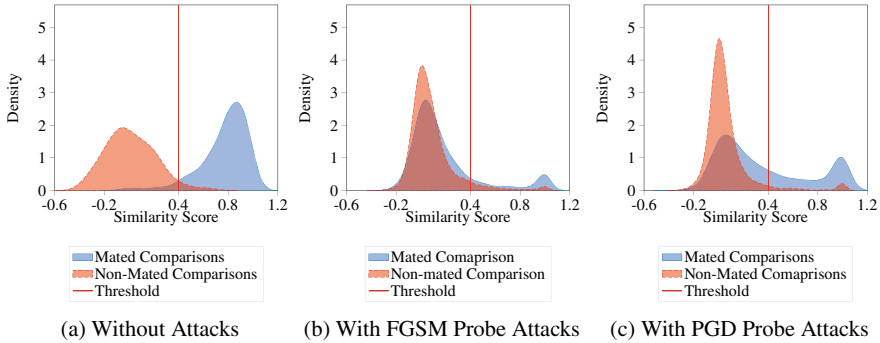 5
4
3
2
1
0
Density
-0.6 -0.2 0.4 0.8 1.2
Similarity Score
Mated Comparisons
Non-Mated Comparisons
Threshold
(a) Without Attacks
5
4
3
2
1
0
Density
-0.6 -0.2 0.4 0.8 1.2
Similarity Score
Mated Comaprison
Non-mated Comparison
Threshold
(b) With FGSM Probe Attacks
5
4
3
2
1
0
Density
-0.6 -0.2 0.4 0.8 1.2
Similarity Score
Mated Comparisons
Non-Mated Comaprisons
Threshold
(c) With PGD Probe Attacks